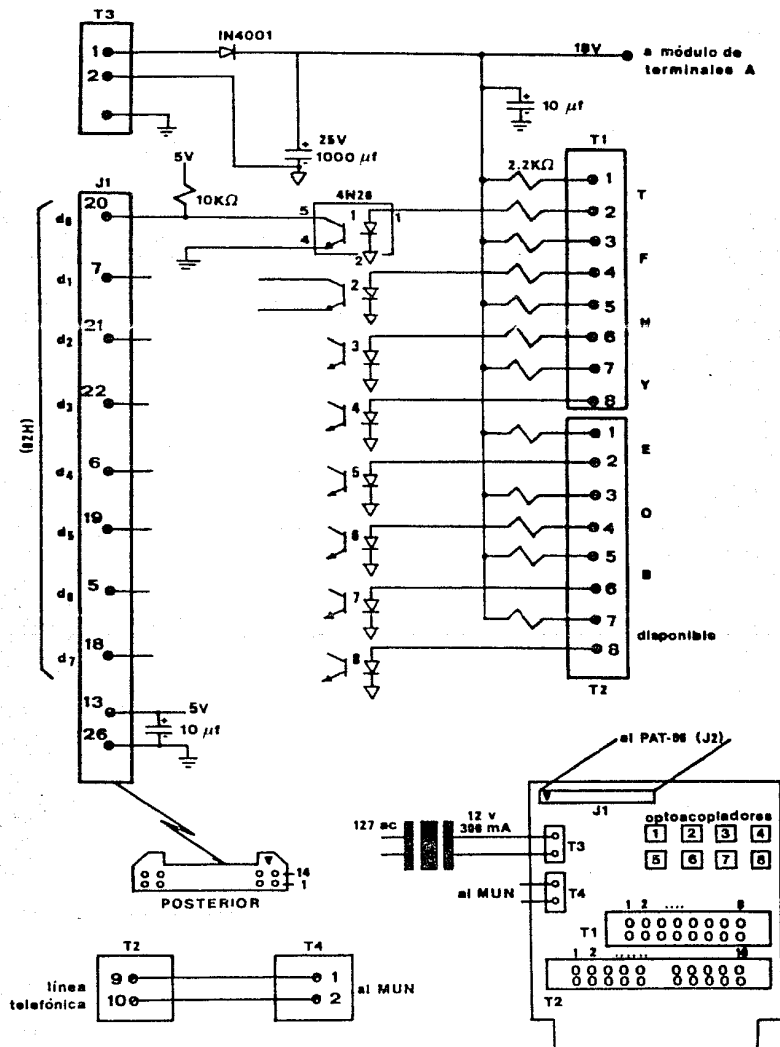 T3
1
2
IN4001
18V
a módulo de
terminales A
10 µf
25V
1000 µf
5V
10KΩ
2.2KΩ
T1
1
2
3
4
5
6
7
8
T
F
M
Y
1
2
3
4
5
6
7
8
E
O
B
disponible
T2
J1
20
7
21
22
6
19
5
18
13
26
d1
d2
d3
d4
d5
d7
(82H)
4N26
5
4
1
1
2
2
3
4
5
6
7
8
5V
10 µf
14
1
POSTERIOR
127 ac
12 v
al MUN
al PAT-86 (J2)
J1
optoacopladores
1 2 3 4
5 6 7 8
T3
T4
1 2 .... 8
T1
1 2 ...... 10
T2
T2
T4
línea
telefónica
9
10
1
2
al MUN